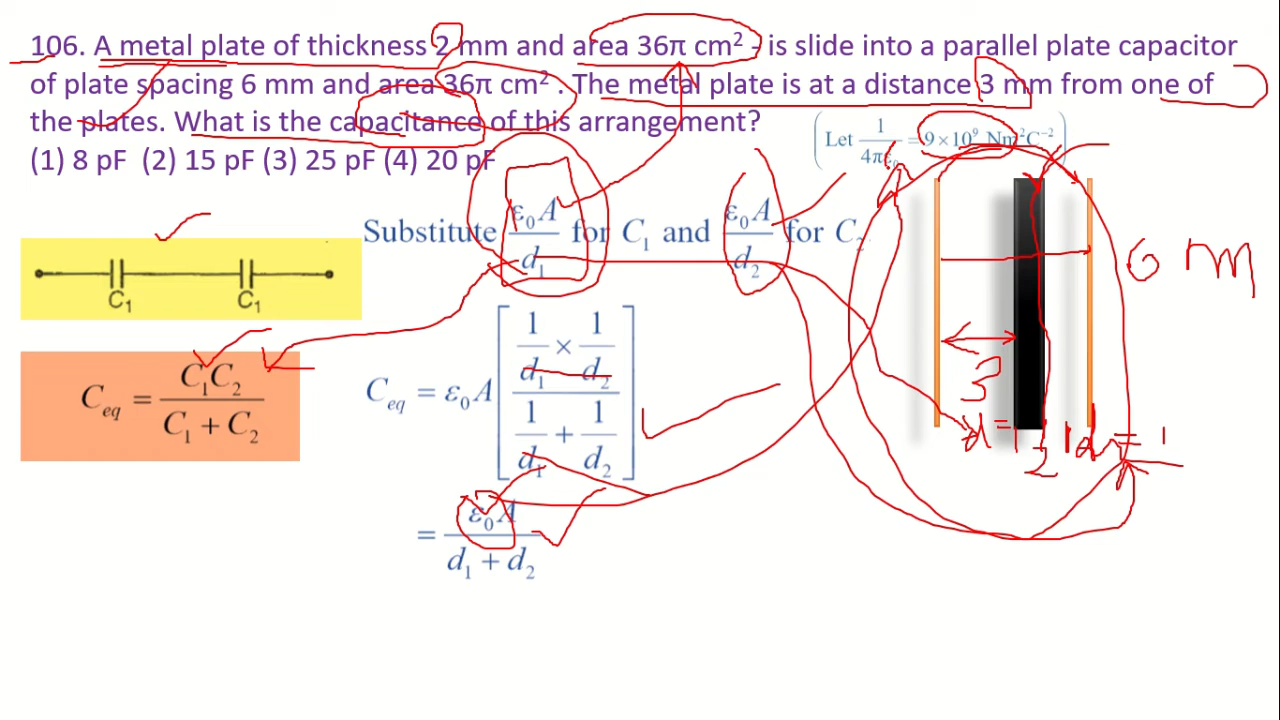 106. A metal plate of thickness 2 mm and area 36π cm² - is slide into a parallel plate capacitor
of plate spacing 6 mm and area 36π cm² . The metal plate is at a distance 3 mm from one of
the plates. What is the capacitance of this arrangement?
(Let 1/4πε₀ = 9×10⁹ Nm²C⁻²)
(1) 8 pF (2) 15 pF (3) 25 pF (4) 20 pF
Substitute ε₀A/d₁ for C₁ and ε₀A/d₂ for C₂
C₁ C₁
C_eq = C₁C₂/(C₁ + C₂)
C_eq = ε₀A [(1/d₁ × 1/d₂)/(1/d₁ + 1/d₂)]
= ε₀A/(d₁ + d₂)
6 m
3